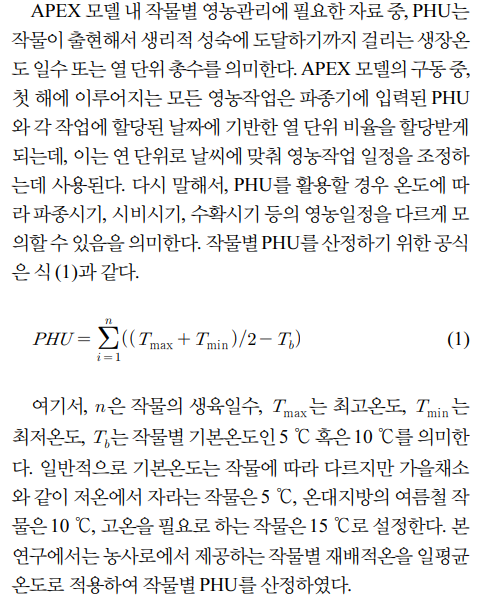 APEX 모델 내 작물별 영농관리에 필요한 자료 중, PHU는
작물이 출현해서 생리적 성숙에 도달하기까지 걸리는 생장온
도 일수 또는 열 단위 총수를 의미한다. APEX 모델의 구동 중,
첫 해에 이루어지는 모든 영농작업은 파종기에 입력된 PHU
와 각 작업에 할당된 날짜에 기반한 열 단위 비율을 할당받게
되는데, 이는 연 단위로 날씨에 맞춰 영농작업 일정을 조정하
는데 사용된다. 다시 말해서, PHU를 활용할 경우 온도에 따
라 파종시기, 시비시기, 수확시기 등의 영농일정을 다르게 모
의할 수 있음을 의미한다. 작물별 PHU를 산정하기 위한 공식
은 식 (1)과 같다.
PHU = \sum_{i=1}^{n}((T_{max} + T_{min})/2 − T_b) (1)
여기서, n은 작물의 생육일수, T_{max}는 최고온도, T_{min}는
최저온도, T_b는 작물별 기본온도인 5 ℃ 혹은 10 ℃를 의미한
다. 일반적으로 기본온도는 작물에 따라 다르지만 가을채소
와 같이 저온에서 자라는 작물은 5 ℃, 온대지방의 여름철 작
물은 10 ℃, 고온을 필요로 하는 작물은 15 ℃로 설정한다. 본
연구에서는 농사로에서 제공하는 작물별 재배적온을 일평균
온도로 적용하여 작물별 PHU를 산정하였다.